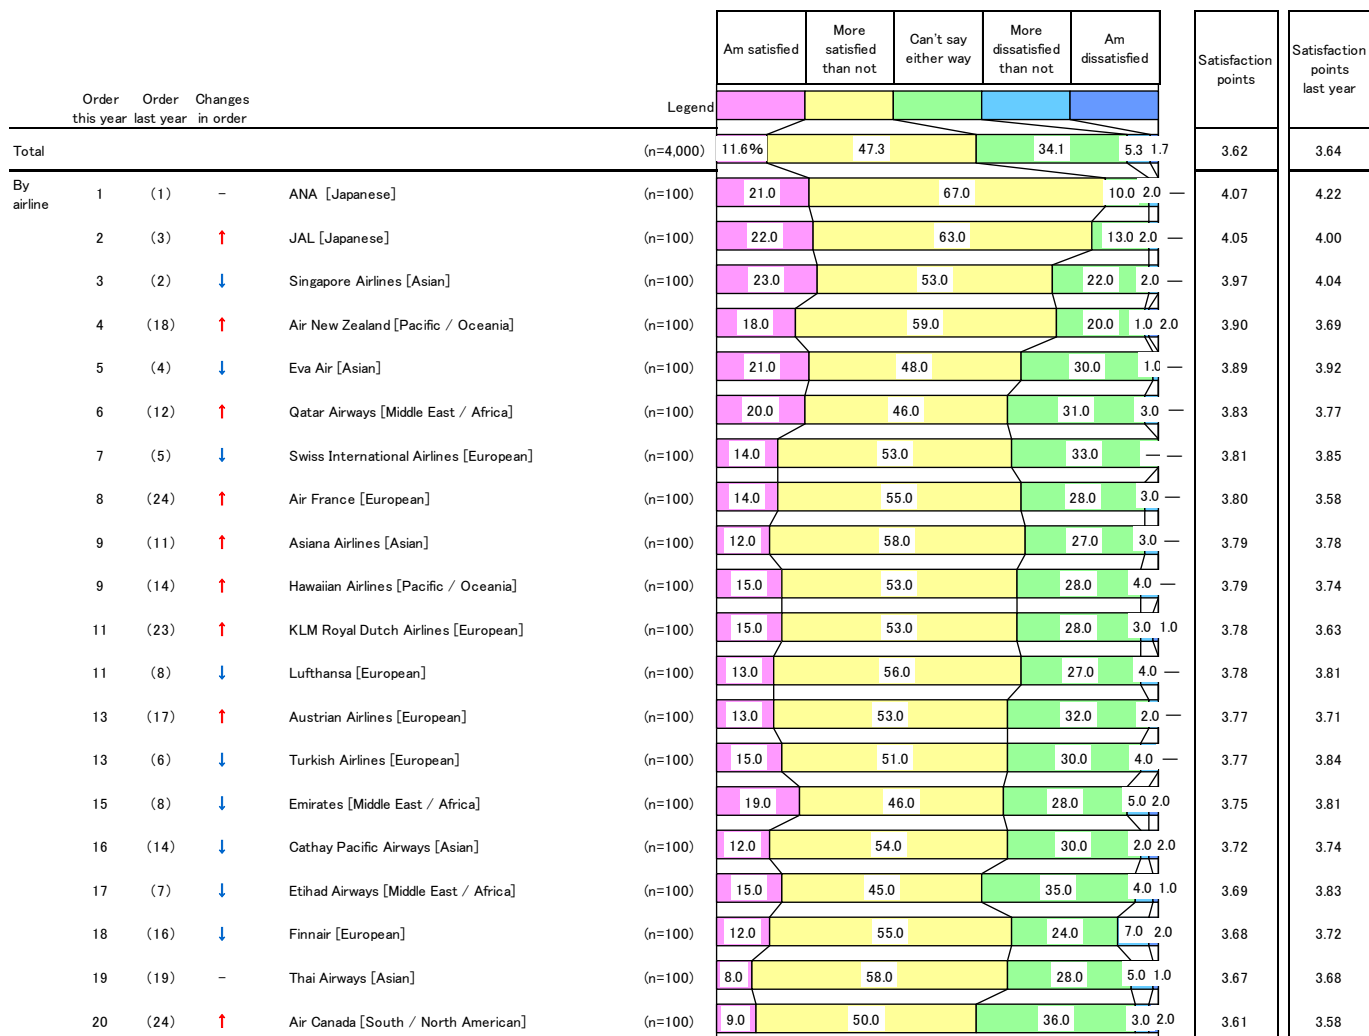 Am satisfied More satisfied than not Can't say either way More dissatisfied than not Am dissatisfied Satisfaction points Satisfaction points last year
Order this year Order last year Changes in order Legend
Total (n=4,000) 11.6% 47.3 34.1 5.3 1.7 3.62 3.64
By airline 1 (1) － ANA [Japanese] (n=100) 21.0 67.0 10.0 2.0 — 4.07 4.22
2 (3) ↑ JAL [Japanese] (n=100) 22.0 63.0 13.0 2.0 — 4.05 4.00
3 (2) ↓ Singapore Airlines [Asian] (n=100) 23.0 53.0 22.0 2.0 — 3.97 4.04
4 (18) ↑ Air New Zealand [Pacific / Oceania] (n=100) 18.0 59.0 20.0 1.0 2.0 3.90 3.69
5 (4) ↓ Eva Air [Asian] (n=100) 21.0 48.0 30.0 1.0 — 3.89 3.92
6 (12) ↑ Qatar Airways [Middle East / Africa] (n=100) 20.0 46.0 31.0 3.0 — 3.83 3.77
7 (5) ↓ Swiss International Airlines [European] (n=100) 14.0 53.0 33.0 — — 3.81 3.85
8 (24) ↑ Air France [European] (n=100) 14.0 55.0 28.0 3.0 — 3.80 3.58
9 (11) ↑ Asiana Airlines [Asian] (n=100) 12.0 58.0 27.0 3.0 — 3.79 3.78
9 (14) ↑ Hawaiian Airlines [Pacific / Oceania] (n=100) 15.0 53.0 28.0 4.0 — 3.79 3.74
11 (23) ↑ KLM Royal Dutch Airlines [European] (n=100) 15.0 53.0 28.0 3.0 1.0 3.78 3.63
11 (8) ↓ Lufthansa [European] (n=100) 13.0 56.0 27.0 4.0 — 3.78 3.81
13 (17) ↑ Austrian Airlines [European] (n=100) 13.0 53.0 32.0 2.0 — 3.77 3.71
13 (6) ↓ Turkish Airlines [European] (n=100) 15.0 51.0 30.0 4.0 — 3.77 3.84
15 (8) ↓ Emirates [Middle East / Africa] (n=100) 19.0 46.0 28.0 5.0 2.0 3.75 3.81
16 (14) ↓ Cathay Pacific Airways [Asian] (n=100) 12.0 54.0 30.0 2.0 2.0 3.72 3.74
17 (7) ↓ Etihad Airways [Middle East / Africa] (n=100) 15.0 45.0 35.0 4.0 1.0 3.69 3.83
18 (16) ↓ Finnair [European] (n=100) 12.0 55.0 24.0 7.0 2.0 3.68 3.72
19 (19) － Thai Airways [Asian] (n=100) 8.0 58.0 28.0 5.0 1.0 3.67 3.68
20 (24) ↑ Air Canada [South / North American] (n=100) 9.0 50.0 36.0 3.0 2.0 3.61 3.58